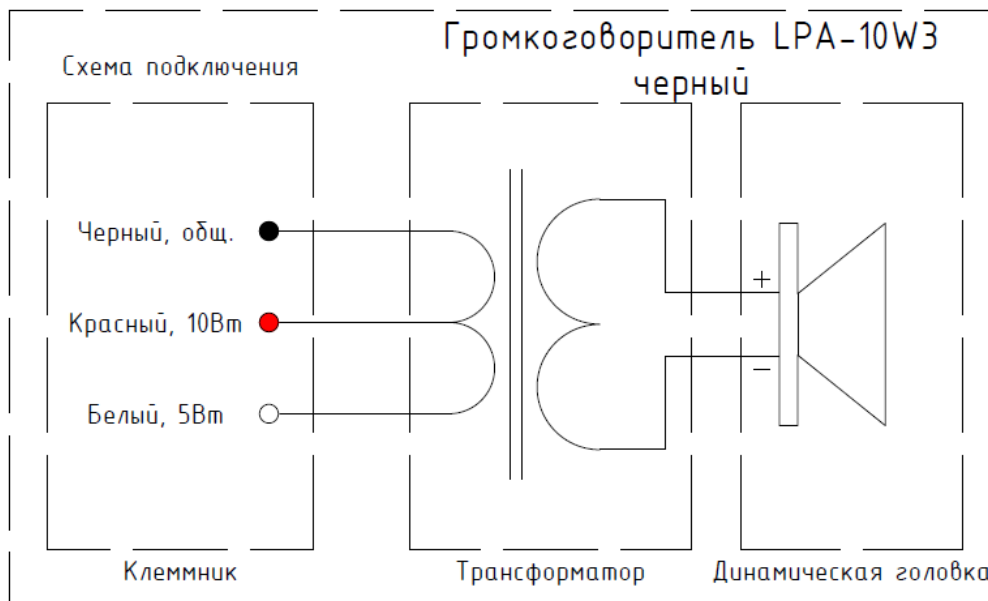 Громкоговоритель LPA-10W3
черный
Схема подключения
Черный, общ.
Красный, 10Вт
Белый, 5Вт
+
−
Клеммник
Трансформатор
Динамическая головка